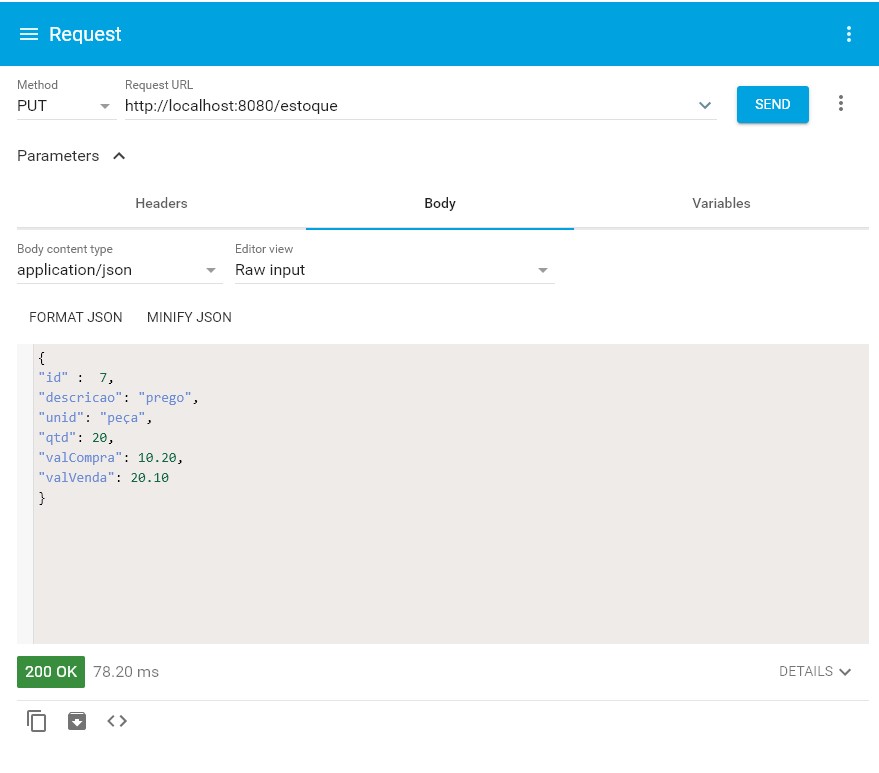 Request
Method
Request URL
PUT
http://localhost:8080/estoque
SEND
Parameters
Headers
Body
Variables
Body content type
Editor view
application/json
Raw input
FORMAT JSON
MINIFY JSON
{
"id" :  7,
"descricao": "prego",
"unid": "peça",
"qtd": 20,
"valCompra": 10.20,
"valVenda": 20.10
}
200 OK
78.20 ms
DETAILS